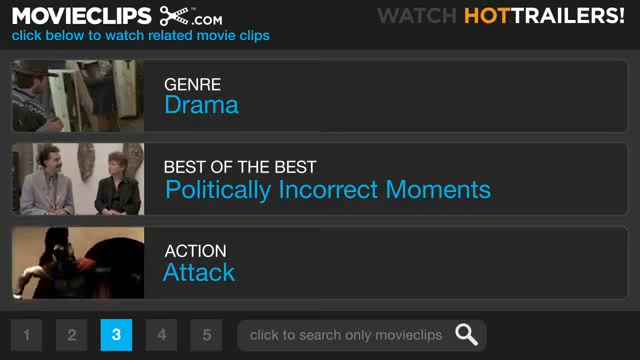 MOVIECLIPS .COM
WATCH HOTTRAILERS!
click below to watch related movie clips
GENRE
Drama
BEST OF THE BEST
Politically Incorrect Moments
ACTION
Attack
1 2 3 4 5
click to search only movieclips